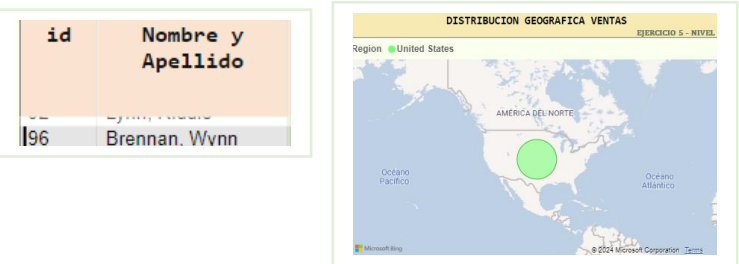 id
Nombre y
Apellido
96
Brennan, Wynn
DISTRIBUCION GEOGRAFICA VENTAS
EJERCICIO 5 - NIVEL
Region United States
AMÉRICA DEL NORTE
Océano
Pacífico
Océano
Atlántico
Microsoft Bing
© 2024 Microsoft Corporation Terms